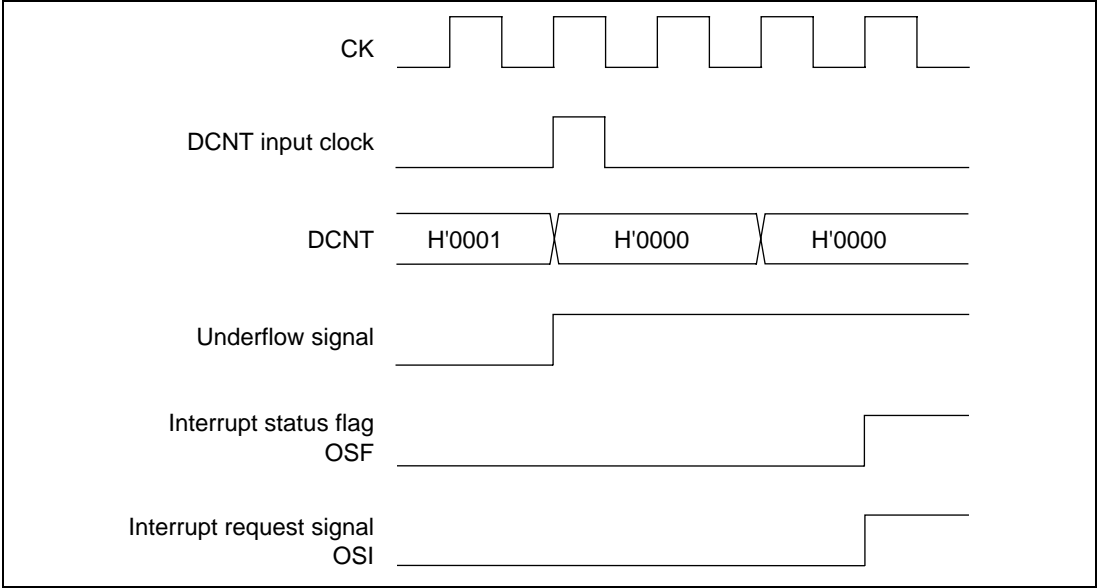 CK
DCNT input clock
DCNT H'0001 H'0000 H'0000
Underflow signal
Interrupt status flag
OSF
Interrupt request signal
OSI